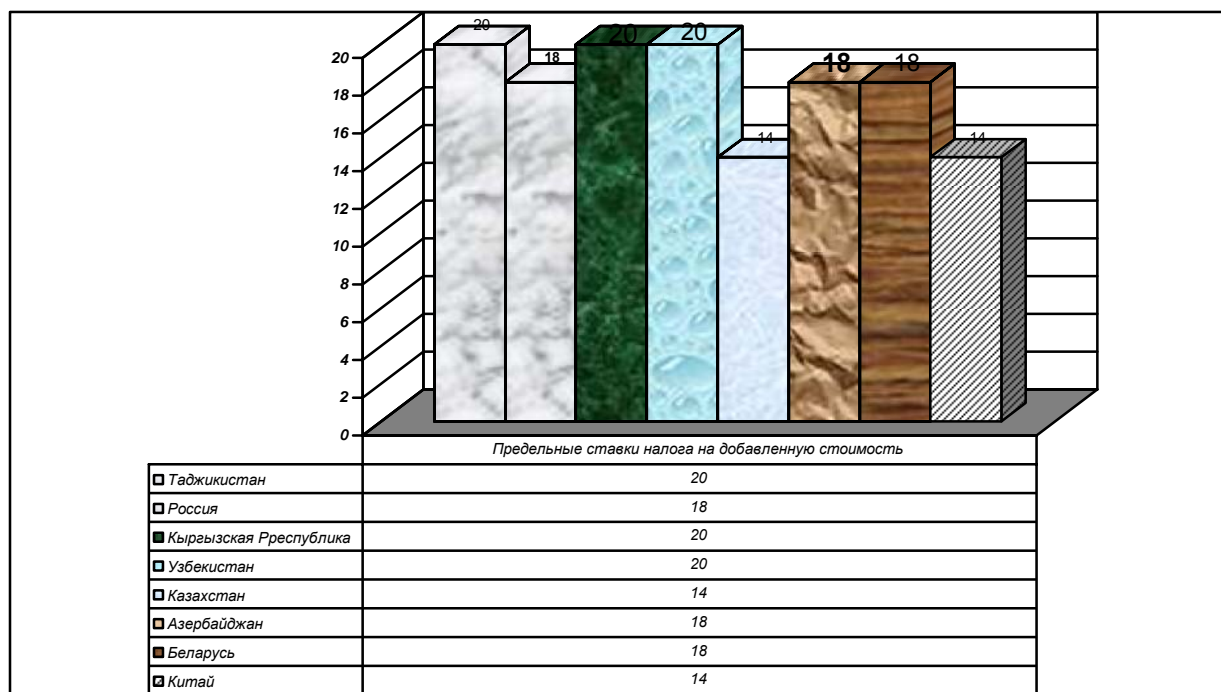 20 18 20 20 14 18 18 14
20
18
16
14
12
10
8
6
4
2
0
Предельные ставки налога на добавленную стоимость
Таджикистан 20
Россия 18
Кыргызская Рреспублика 20
Узбекистан 20
Казахстан 14
Азербайджан 18
Беларусь 18
Китай 14